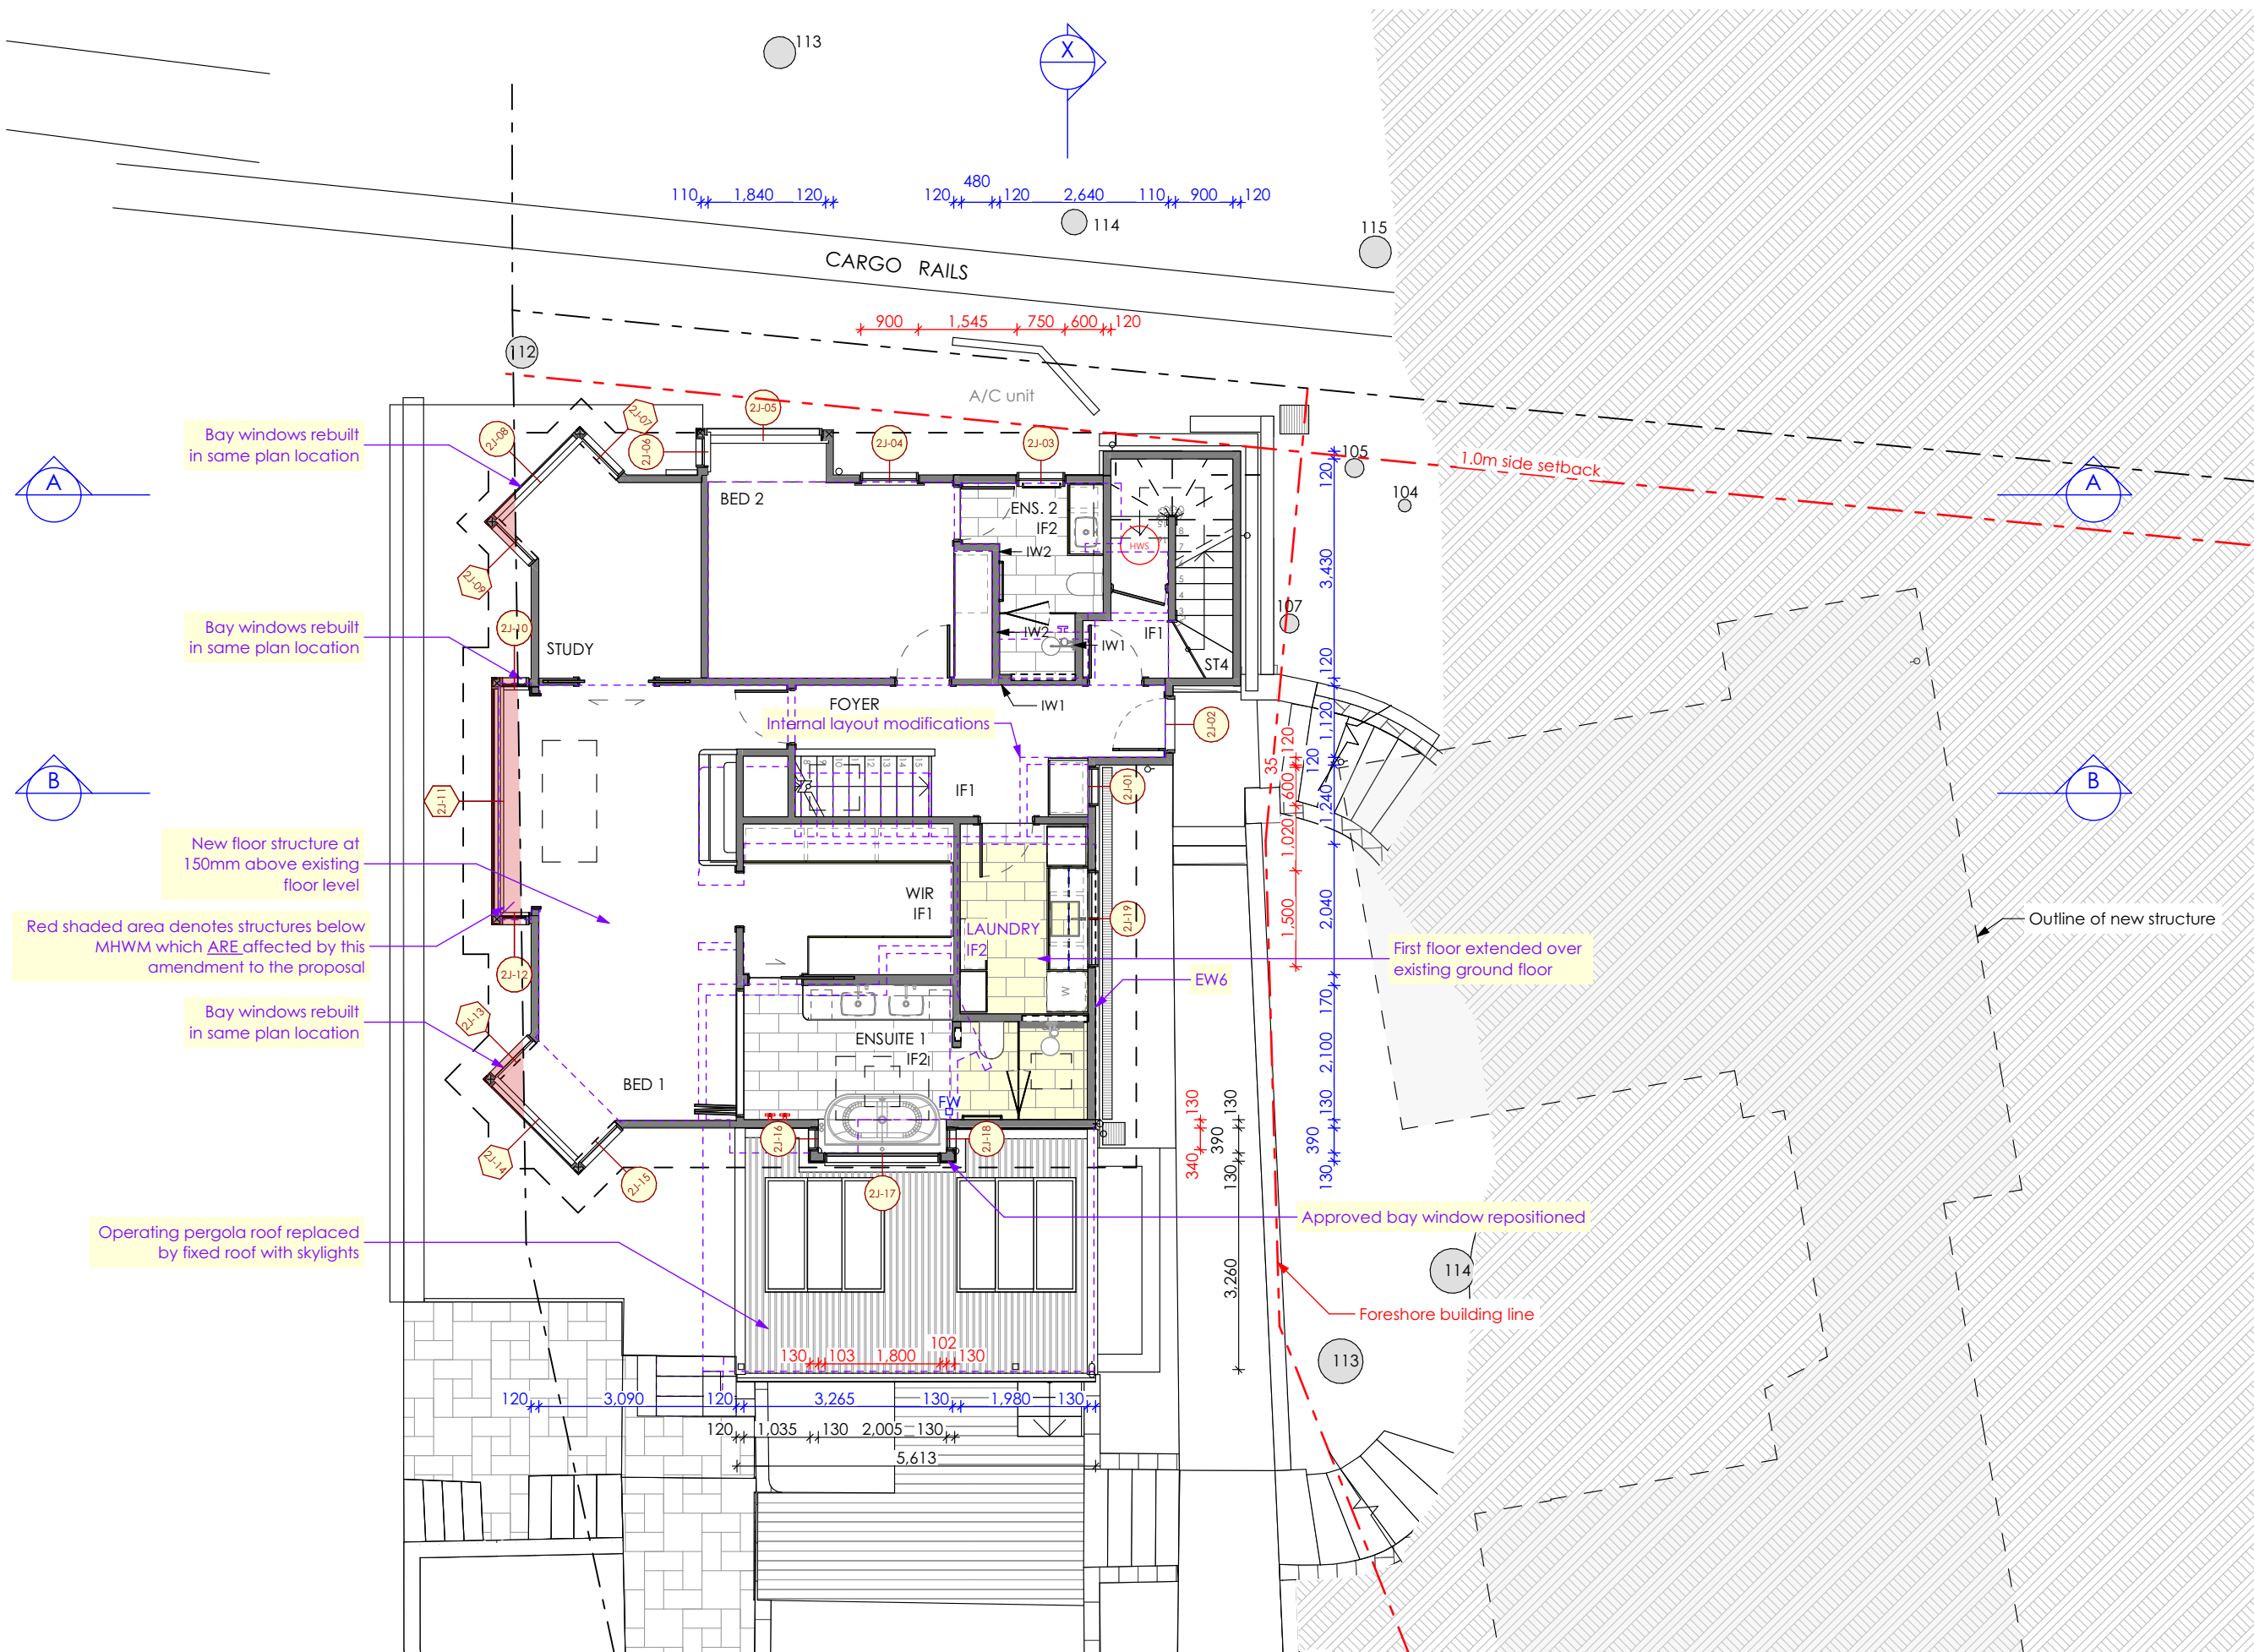 113
X
110 1,840 120
480
120 120 2,640 110 900 120
114
115
CARGO RAILS
900 1,545 750 600 120
112
A/C unit
Bay windows rebuilt
in same plan location
2J-08
2J-07
2J-06
2J-05
2J-04
2J-03
105
1.0m side setback
104
A
A
BED 2
ENS. 2
IF2
HWS
IW2
2J-09
120
3,430
107
Bay windows rebuilt
in same plan location
2J-10
STUDY
IW2
IW1
IF1
ST4
120
FOYER
IW1
Internal layout modifications
2J-02
1,120
120
35
120
B
B
2J-11
8 9 10 11 12 13 14 15
IF1
2J-01
600
1,240
1,020
New floor structure at
150mm above existing
floor level
WIR
IF1
2J-19
2,040
1,500
Outline of new structure
Red shaded area denotes structures below
MHWM which ARE affected by this
amendment to the proposal
LAUNDRY
IF2
First floor extended over
existing ground floor
2J-12
EW6
W
170
Bay windows rebuilt
in same plan location
2J-13
ENSUITE 1
IF2
2,100
BED 1
FW
130
130
130
390
390
340
130
130
2J-14
2J-15
2J-16
2J-18
2J-17
Approved bay window repositioned
Operating pergola roof replaced
by fixed roof with skylights
114
3,260
Foreshore building line
102
130 103 1,800 130
113
120 3,090 120 3,265 130 1,980 130
120 1,035 130 2,005 130
5,613